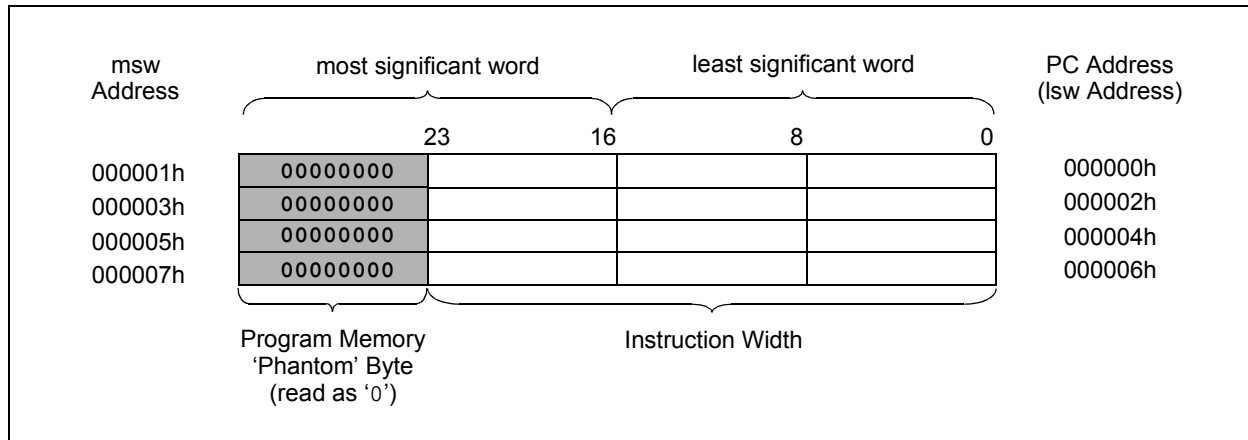 msw
Address
most significant word
least significant word
PC Address
(lsw Address)
23 16 8 0
000001h 00000000 000000h
000003h 00000000 000002h
000005h 00000000 000004h
000007h 00000000 000006h
Program Memory
‘Phantom’ Byte
(read as ‘0’)
Instruction Width